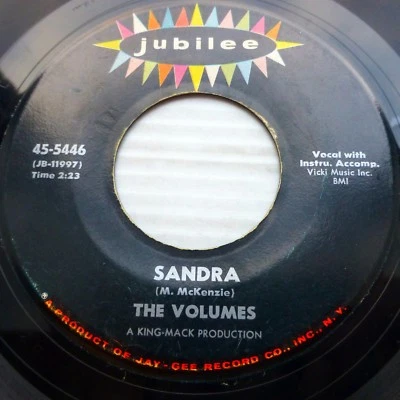 jubilee
45-5446
(JB-11997)
Time 2:23
Vocal with
Instru. Accomp.
Vicki Music Inc.
BMI
SANDRA
(M. McKenzie)
THE VOLUMES
A KING-MACK PRODUCTION
A PRODUCT OF JAY-GEE RECORD CO., INC., N.Y.